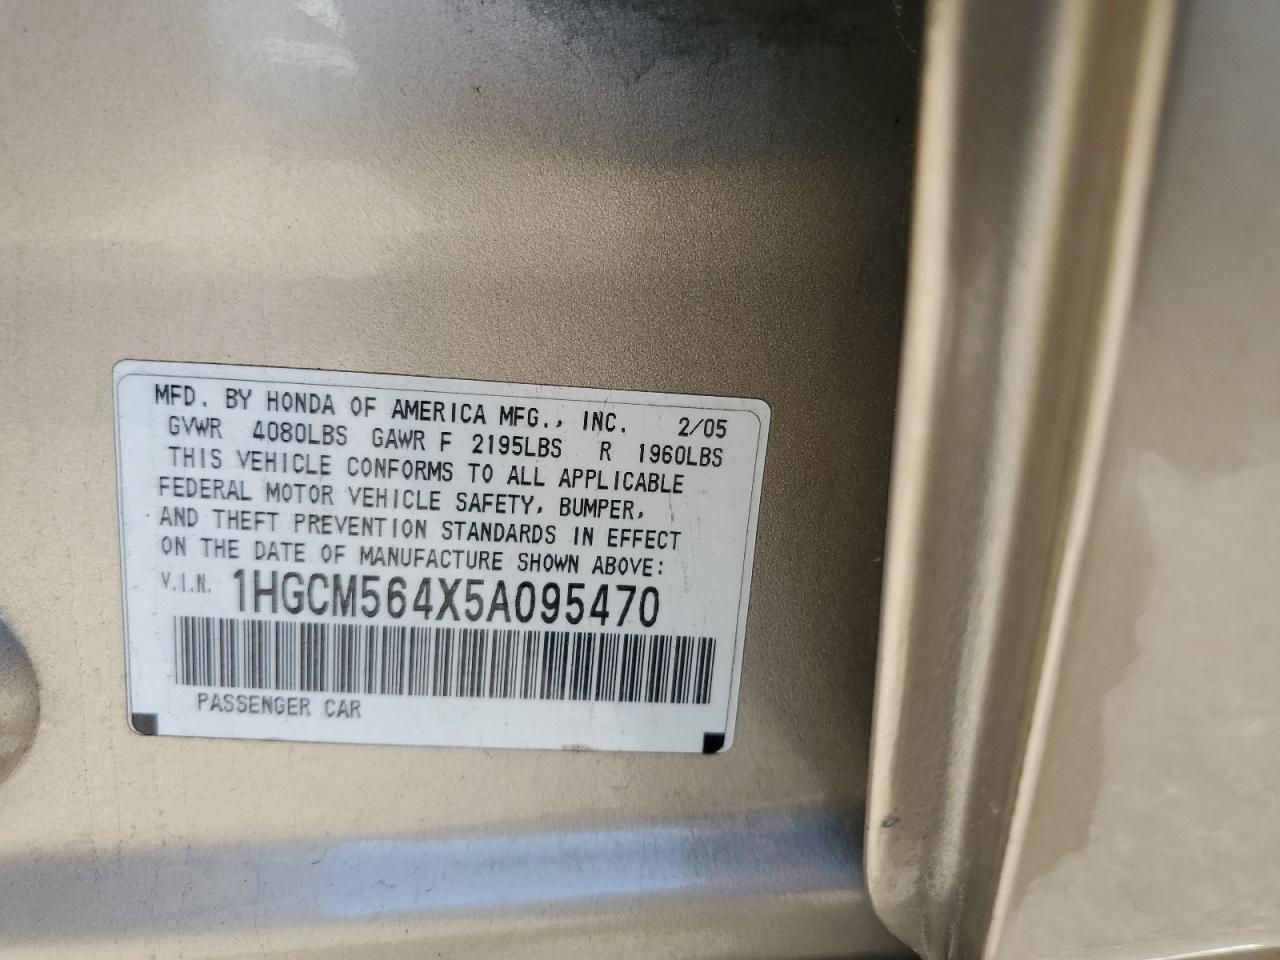 MFD. BY HONDA OF AMERICA MFG., INC. 2/05
GVWR 4080LBS GAWR F 2195LBS R 1960LBS
THIS VEHICLE CONFORMS TO ALL APPLICABLE
FEDERAL MOTOR VEHICLE SAFETY, BUMPER,
AND THEFT PREVENTION STANDARDS IN EFFECT
ON THE DATE OF MANUFACTURE SHOWN ABOVE:
V.I.N. 1HGCM564X5A095470
PASSENGER CAR